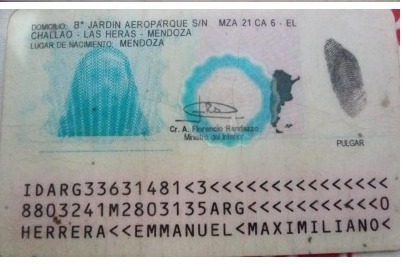 DOMICILIO: Bº JARDIN AEROPARQUE S/N MZA 21 CA 6 - EL
CHALLAO - LAS HERAS - MENDOZA
LUGAR DE NACIMIENTO: MENDOZA
Cr. A. Florencio Randazzo
Ministro del Interior
PULGAR
IDARG33631481<3<<<<<<<<<<<<<<<
8803241M2803135ARG<<<<<<<<<<<0
HERRERA<<EMMANUEL<MAXIMILIANO<